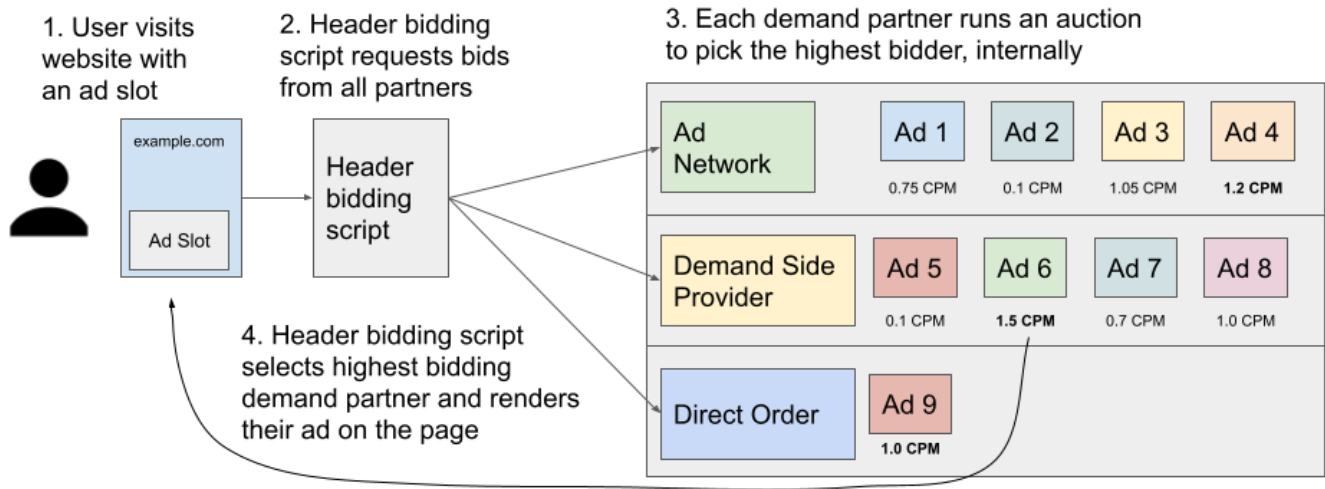 1. User visits
website with
an ad slot
2. Header bidding
script requests bids
from all partners
3. Each demand partner runs an auction
to pick the highest bidder, internally
example.com
Ad Slot
Header
bidding
script
Ad
Network
Ad 1
Ad 2
Ad 3
Ad 4
0.75 CPM
0.1 CPM
1.05 CPM
1.2 CPM
Demand Side
Provider
Ad 5
Ad 6
Ad 7
Ad 8
0.1 CPM
1.5 CPM
0.7 CPM
1.0 CPM
Direct Order
Ad 9
1.0 CPM
4. Header bidding script
selects highest bidding
demand partner and renders
their ad on the page